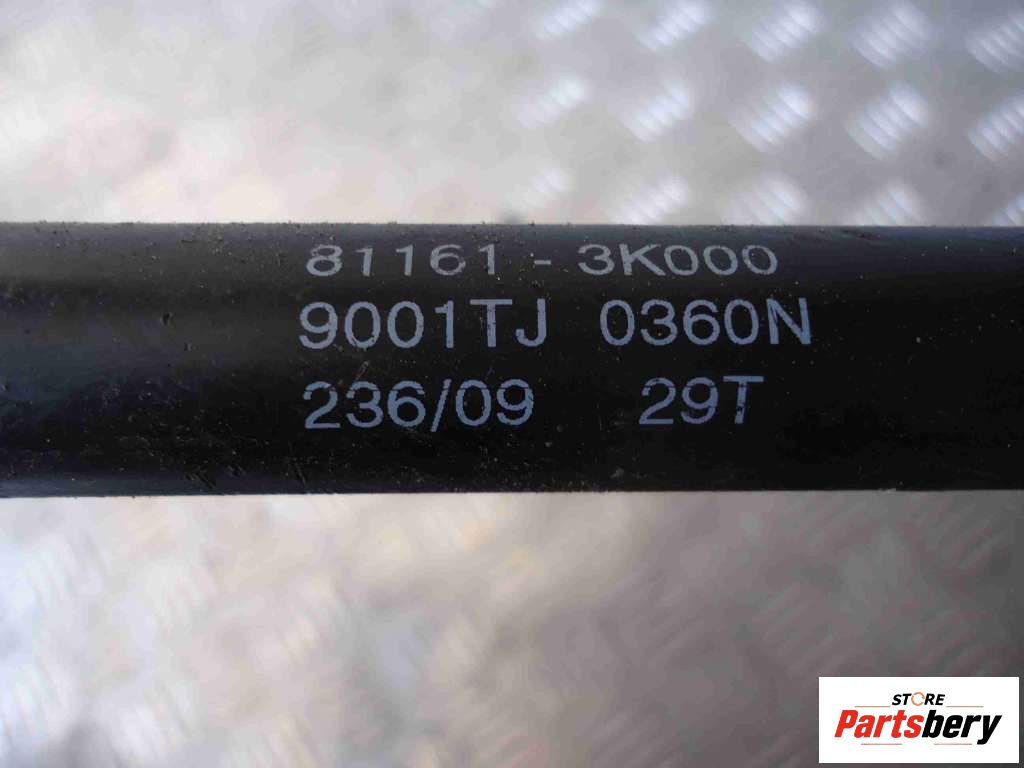 81161 - 3K000
9001TJ 0360N
236/09 29T
STORE
Partsbery